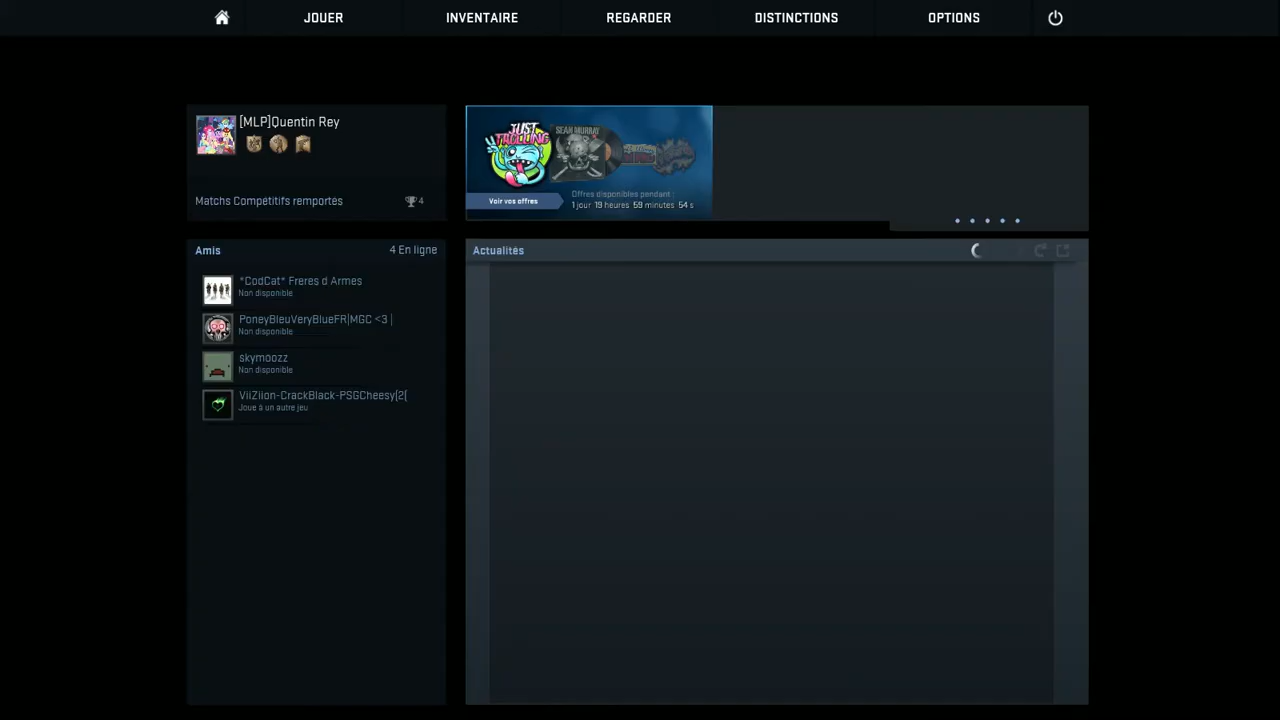 JOUER
INVENTAIRE
REGARDER
DISTINCTIONS
OPTIONS
[MLP]Quentin Rey
Matchs Compétitifs remportés
4
JUST
TROLLING
SEAN MURRAY
Voir vos offres
Offres disponibles pendant :
1 jour 19 heures 59 minutes 54 s
Amis
4 En ligne
*CodCat* Freres d Armes
Non disponible
PoneyBleuVeryBlueFR|MGC <3 |
Non disponible
skymoozz
Non disponible
ViiZiion-CrackBlack-PSGCheesy[2[
Joue à un autre jeu
Actualités